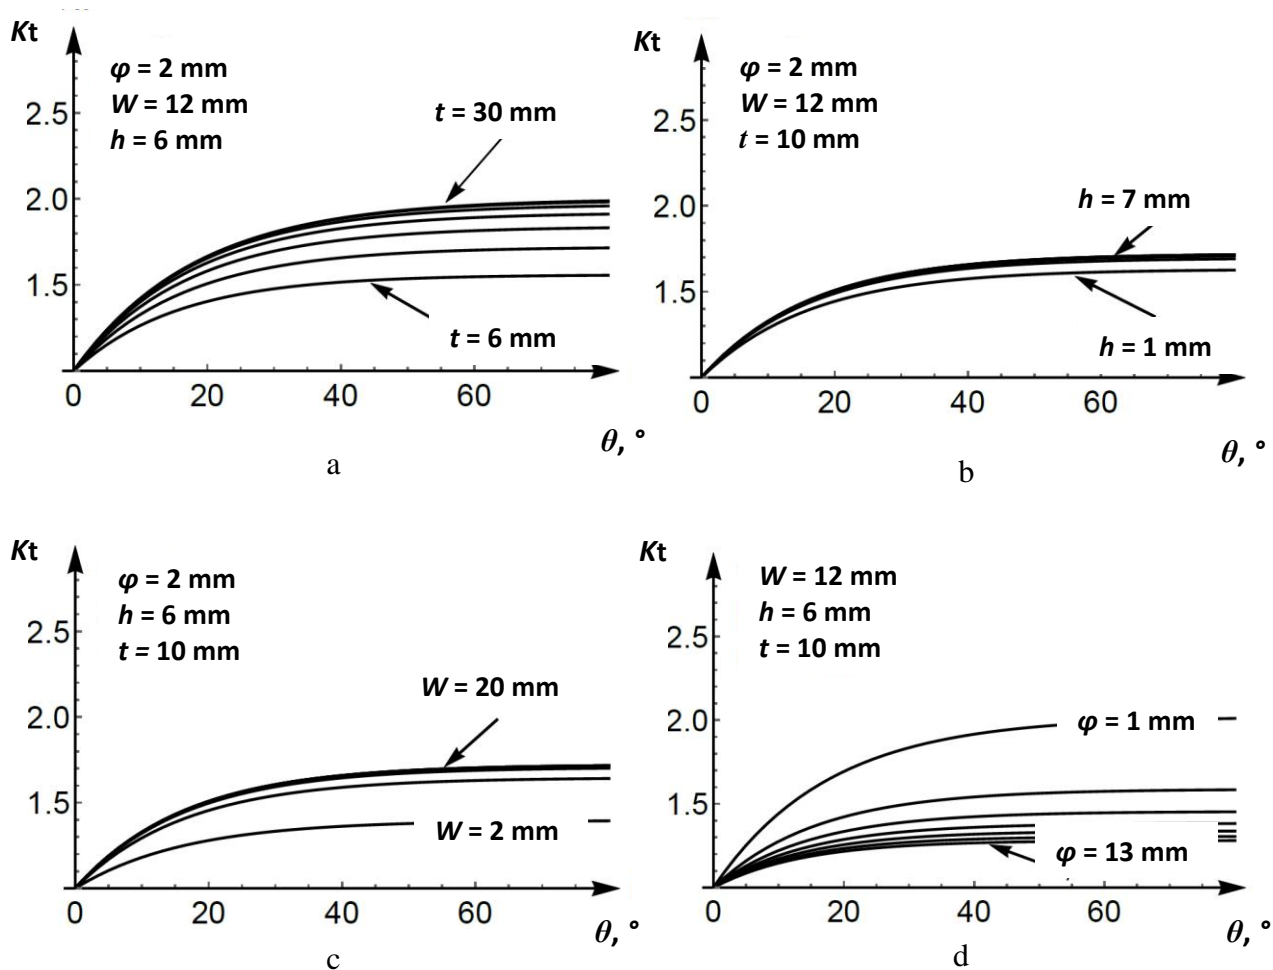 Kt
φ = 2 mm
W = 12 mm
h = 6 mm
t = 30 mm
t = 6 mm
2.5
2.0
1.5
0 20 40 60
θ, °
a
Kt
φ = 2 mm
W = 12 mm
t = 10 mm
h = 7 mm
h = 1 mm
2.5
2.0
1.5
0 20 40 60
θ, °
b
Kt
φ = 2 mm
h = 6 mm
t = 10 mm
W = 20 mm
W = 2 mm
2.5
2.0
1.5
0 20 40 60
θ, °
c
Kt
W = 12 mm
h = 6 mm
t = 10 mm
φ = 1 mm
φ = 13 mm
2.5
2.0
1.5
0 20 40 60
θ, °
d